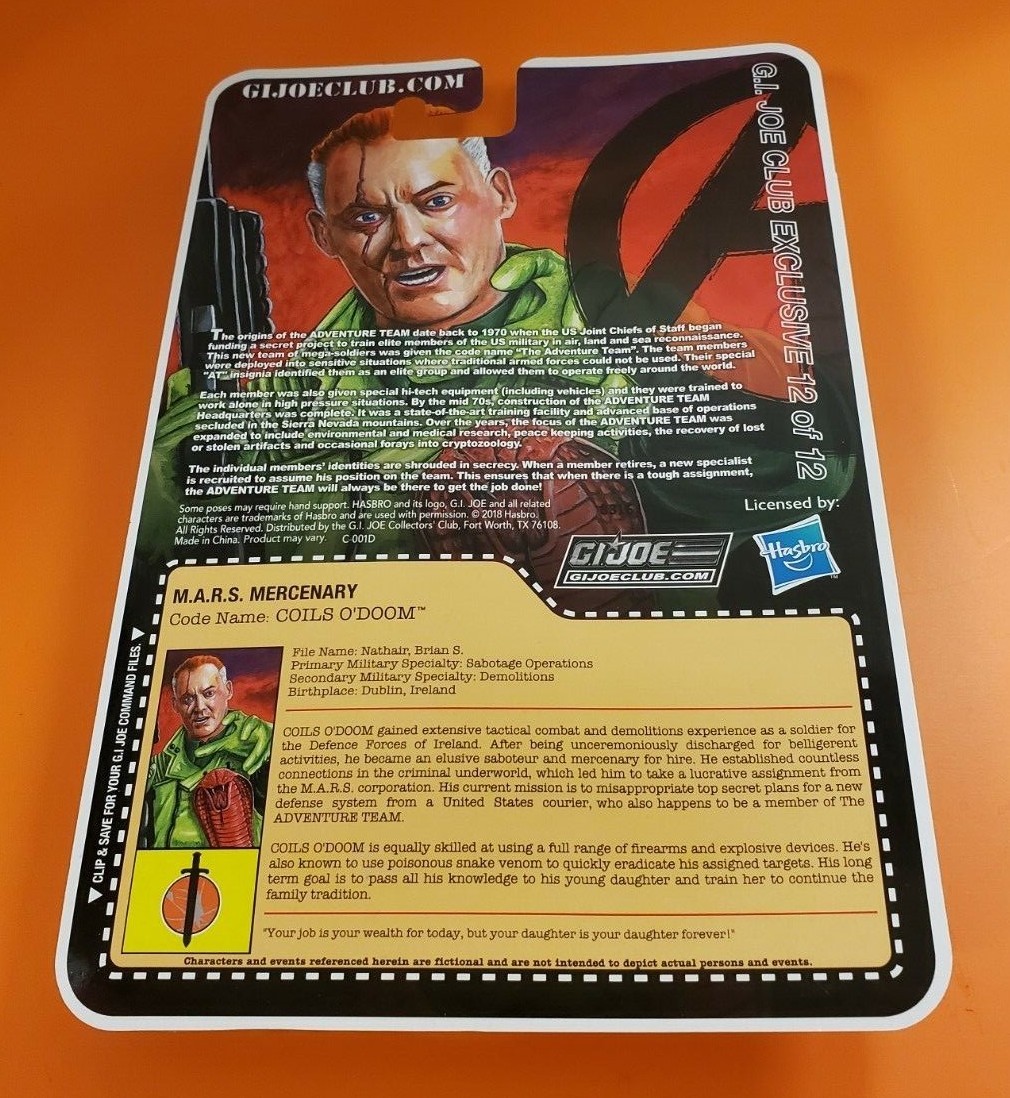 GIJOECLUB.COM
G.I. JOE CLUB EXCLUSIVE 12 of 12
The origins of the ADVENTURE TEAM date back to 1970 when the US Joint Chiefs of Staff began
funding a secret project to train elite members of the US military in air, land and sea reconnaissance.
This new team of mega-soldiers was given the code name "The Adventure Team". The team members
were deployed into sensitive situations where traditional armed forces could not be used. Their special
"AT" insignia identified them as an elite group and allowed them to operate freely around the world.
Each member was also given special hi-tech equipment (including vehicles) and they were trained to
work alone in high pressure situations. By the mid 70s, construction of the ADVENTURE TEAM
Headquarters was complete. It was a state-of-the-art training facility and advanced base of operations
secluded in the Sierra Nevada mountains. Over the years, the focus of the ADVENTURE TEAM was
expanded to include environmental and medical research, peace keeping activities, the recovery of lost
or stolen artifacts and occasional forays into cryptozoology.
The individual members' identities are shrouded in secrecy. When a member retires, a new specialist
is recruited to assume his position on the team. This ensures that when there is a tough assignment,
the ADVENTURE TEAM will always be there to get the job done!
Some poses may require hand support. HASBRO and its logo, G.I. JOE and all related
characters are trademarks of Hasbro and are used with permission. © 2018 Hasbro.
All Rights Reserved. Distributed by the G.I. JOE Collectors' Club, Fort Worth, TX 76108.
Made in China. Product may vary. C-001D
Licensed by:
GIJOE
GIJOECLUB.COM
Hasbro
TM
CLIP & SAVE FOR YOUR G.I JOE COMMAND FILES.
M.A.R.S. MERCENARY
Code Name: COILS O'DOOM™
File Name: Nathair, Brian S.
Primary Military Specialty: Sabotage Operations
Secondary Military Specialty: Demolitions
Birthplace: Dublin, Ireland
COILS O'DOOM gained extensive tactical combat and demolitions experience as a soldier for
the Defence Forces of Ireland. After being unceremoniously discharged for belligerent
activities, he became an elusive saboteur and mercenary for hire. He established countless
connections in the criminal underworld, which led him to take a lucrative assignment from
the M.A.R.S. corporation. His current mission is to misappropriate top secret plans for a new
defense system from a United States courier, who also happens to be a member of The
ADVENTURE TEAM.
COILS O'DOOM is equally skilled at using a full range of firearms and explosive devices. He's
also known to use poisonous snake venom to quickly eradicate his assigned targets. His long
term goal is to pass all his knowledge to his young daughter and train her to continue the
family tradition.
"Your job is your wealth for today, but your daughter is your daughter forever!"
Characters and events referenced herein are fictional and are not intended to depict actual persons and events.